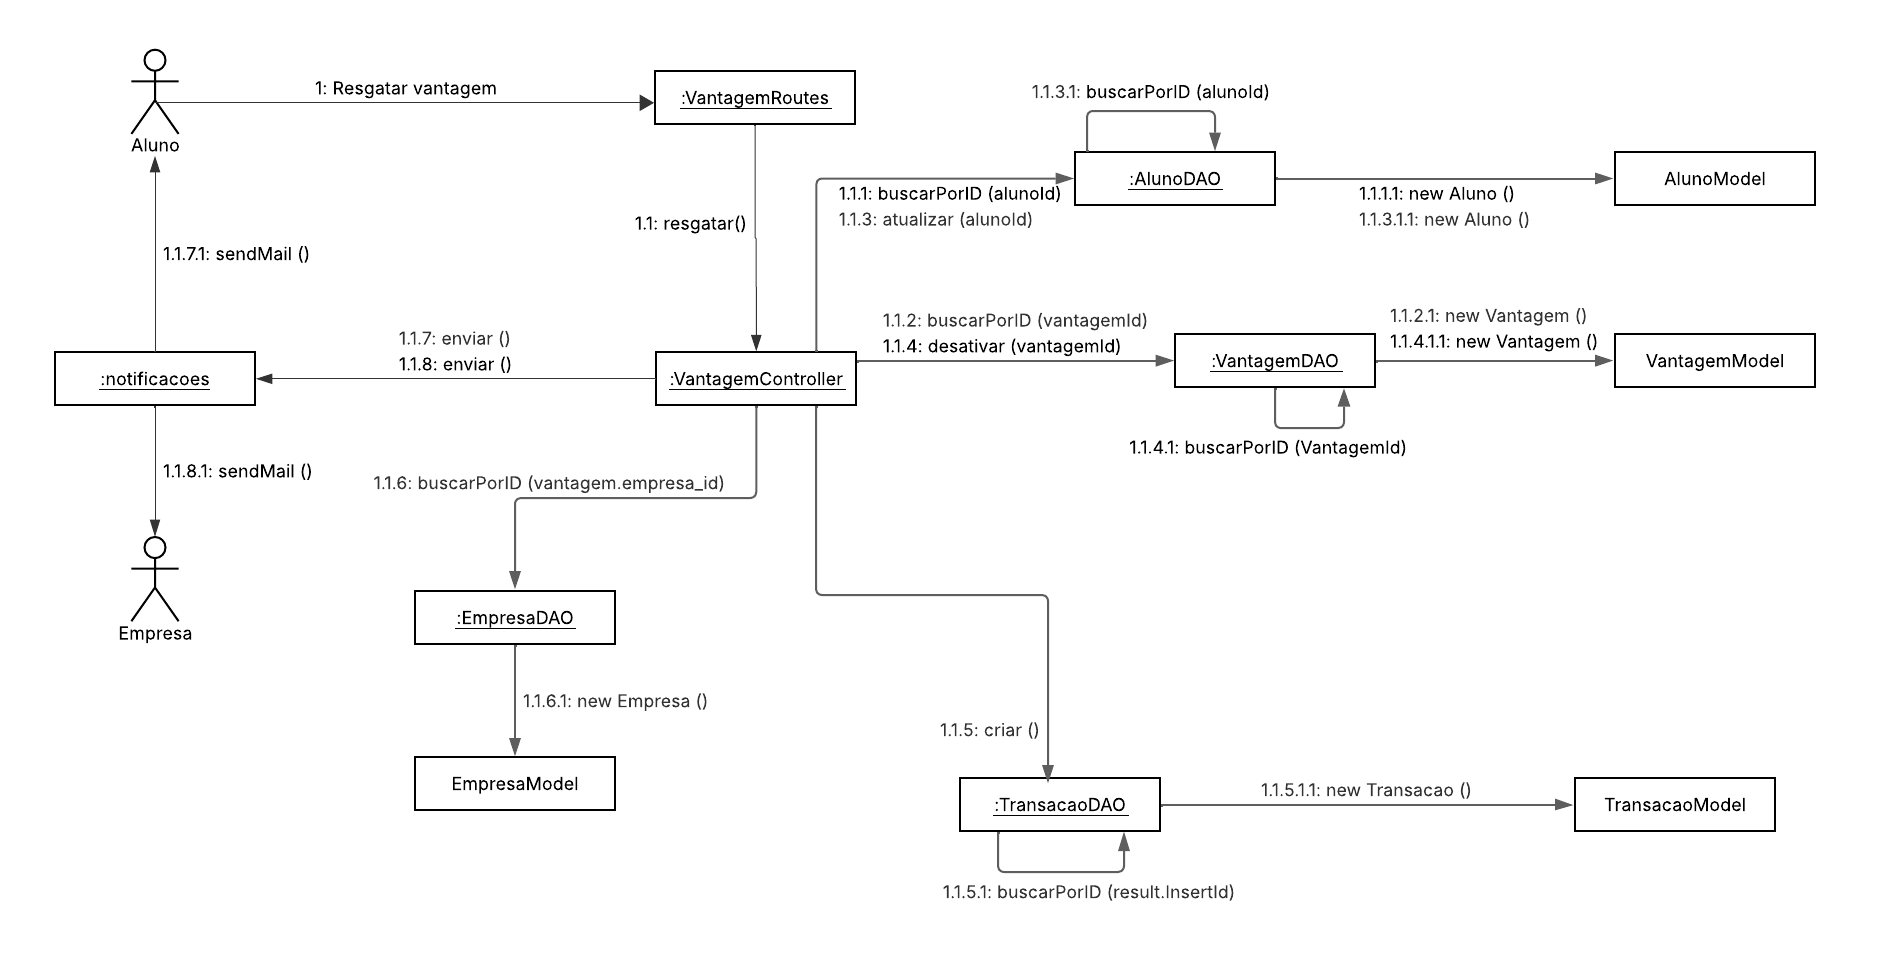 1: Resgatar vantagem
:VantagemRoutes
Aluno
1.1.3.1: buscarPorID (alunoId)
:AlunoDAO
AlunoModel
1.1.1: buscarPorID (alunoId)
1.1.3: atualizar (alunoId)
1.1.1.1: new Aluno ()
1.1.3.1.1: new Aluno ()
1.1: resgatar()
1.1.7.1: sendMail ()
1.1.7: enviar ()
1.1.8: enviar ()
1.1.2: buscarPorID (vantagemId)
1.1.4: desativar (vantagemId)
1.1.2.1: new Vantagem ()
1.1.4.1.1: new Vantagem ()
:notificacoes
:VantagemController
:VantagemDAO
VantagemModel
1.1.4.1: buscarPorID (VantagemId)
1.1.8.1: sendMail ()
1.1.6: buscarPorID (vantagem.empresa_id)
Empresa
:EmpresaDAO
1.1.6.1: new Empresa ()
1.1.5: criar ()
EmpresaModel
:TransacaoDAO
1.1.5.1.1: new Transacao ()
TransacaoModel
1.1.5.1: buscarPorID (result.InsertId)